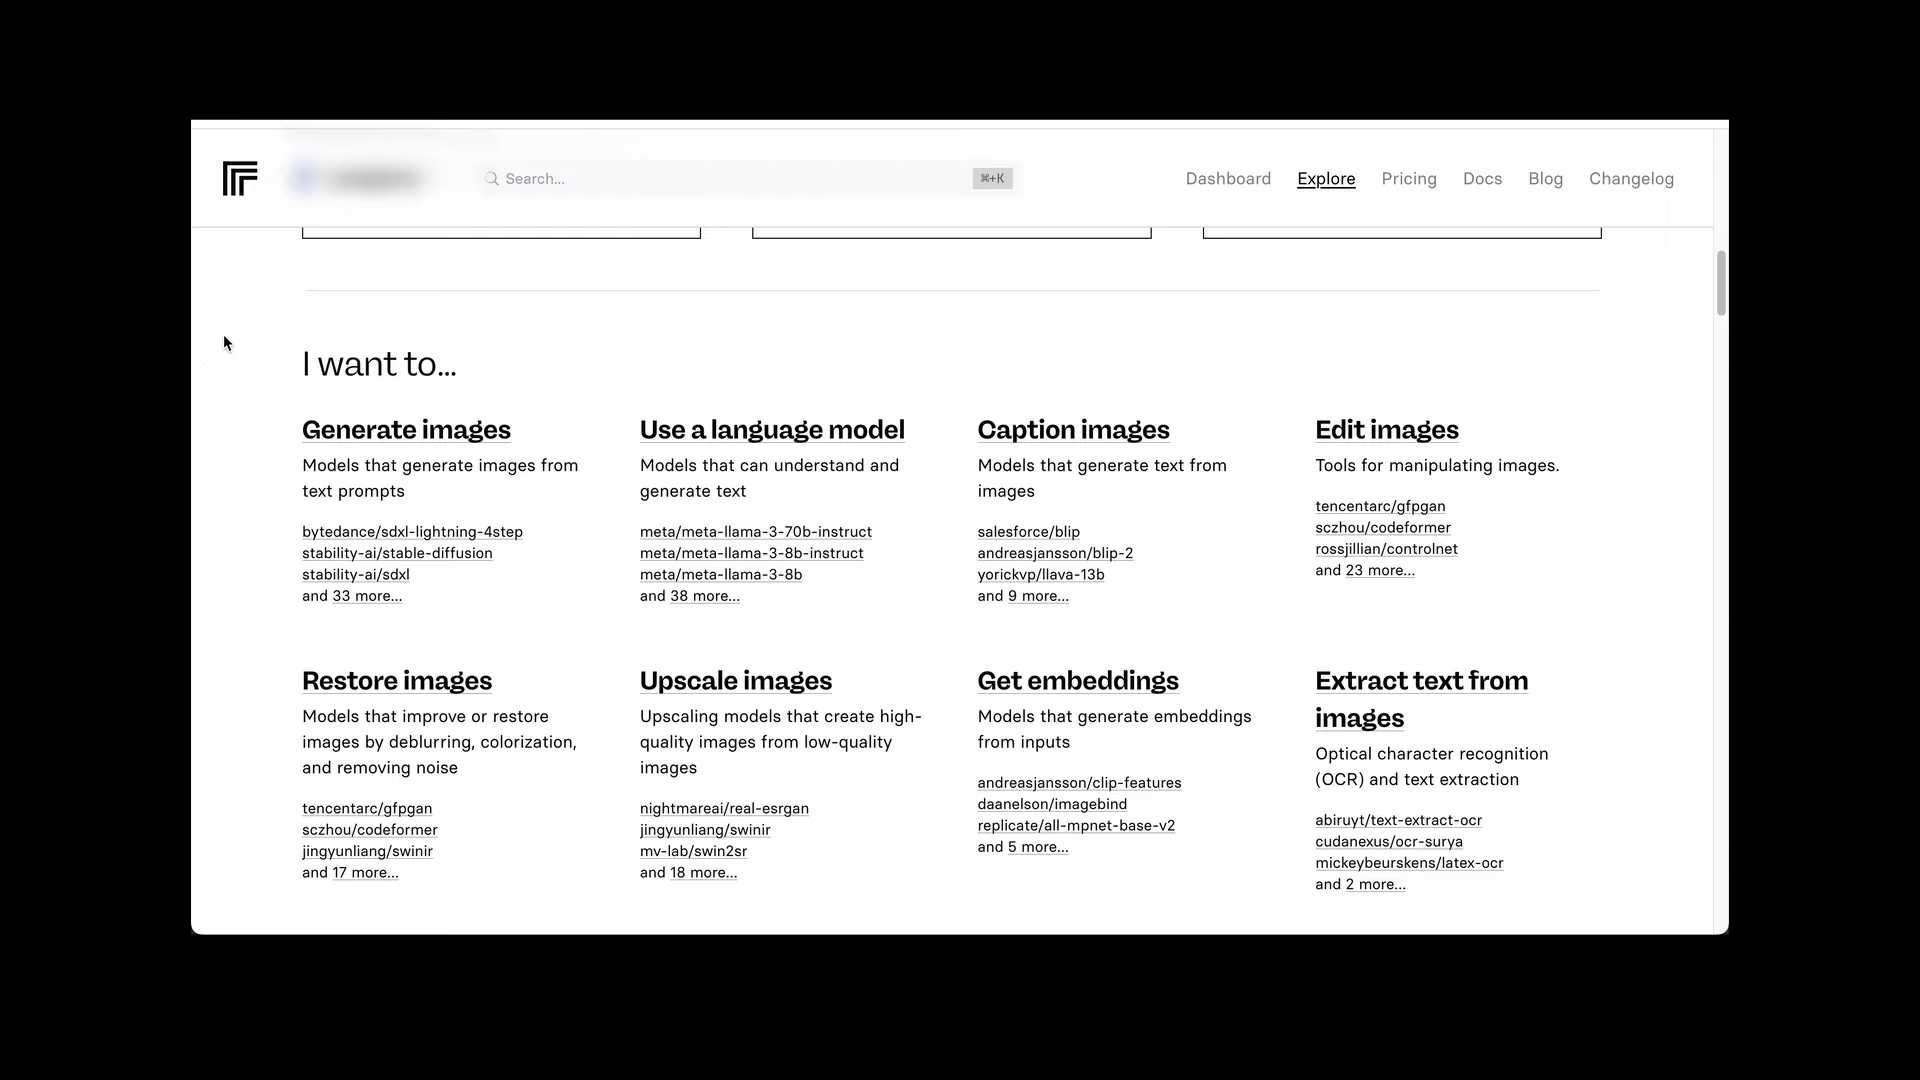 Search...
⌘+K
Dashboard
Explore
Pricing
Docs
Blog
Changelog
I want to...
Generate images
Models that generate images from
text prompts
bytedance/sdxl-lightning-4step
stability-ai/stable-diffusion
stability-ai/sdxl
and 33 more...
Use a language model
Models that can understand and
generate text
meta/meta-llama-3-70b-instruct
meta/meta-llama-3-8b-instruct
meta/meta-llama-3-8b
and 38 more...
Caption images
Models that generate text from
images
salesforce/blip
andreasjansson/blip-2
yorickvp/llava-13b
and 9 more...
Edit images
Tools for manipulating images.
tencentarc/gfpgan
sczhou/codeformer
rossjillian/controlnet
and 23 more...
Restore images
Models that improve or restore
images by deblurring, colorization,
and removing noise
tencentarc/gfpgan
sczhou/codeformer
jingyunliang/swinir
and 17 more...
Upscale images
Upscaling models that create high-
quality images from low-quality
images
nightmareai/real-esrgan
jingyunliang/swinir
mv-lab/swin2sr
and 18 more...
Get embeddings
Models that generate embeddings
from inputs
andreasjansson/clip-features
daanelson/imagebind
replicate/all-mpnet-base-v2
and 5 more...
Extract text from
images
Optical character recognition
(OCR) and text extraction
abiruyt/text-extract-ocr
cudanexus/ocr-surya
mickeybeurskens/latex-ocr
and 2 more...